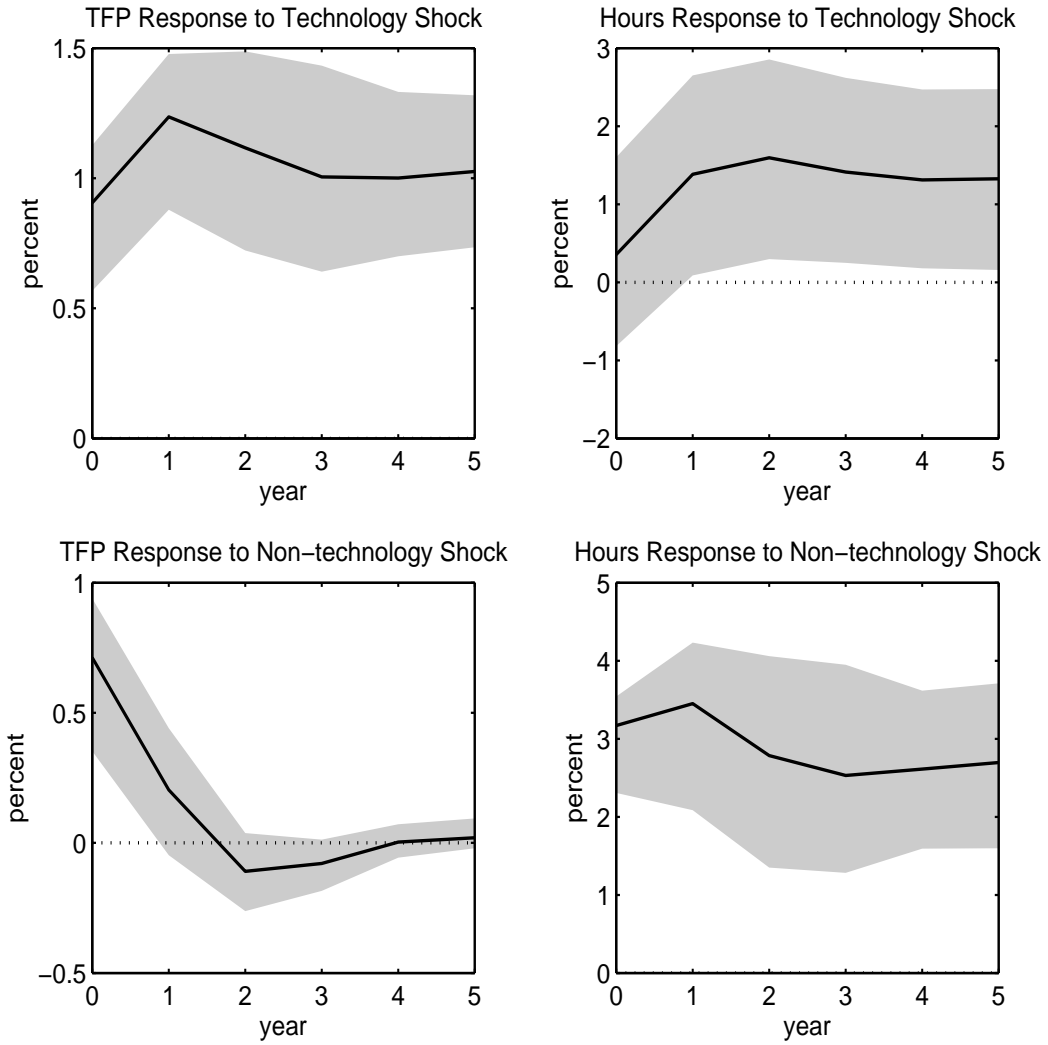 TFP Response to Technology Shock
1.5
1
0.5
0
percent
0 1 2 3 4 5
year
Hours Response to Technology Shock
3
2
1
0
−1
−2
percent
0 1 2 3 4 5
year
TFP Response to Non−technology Shock
1
0.5
0
−0.5
percent
0 1 2 3 4 5
year
Hours Response to Non−technology Shock
5
4
3
2
1
0
percent
0 1 2 3 4 5
year